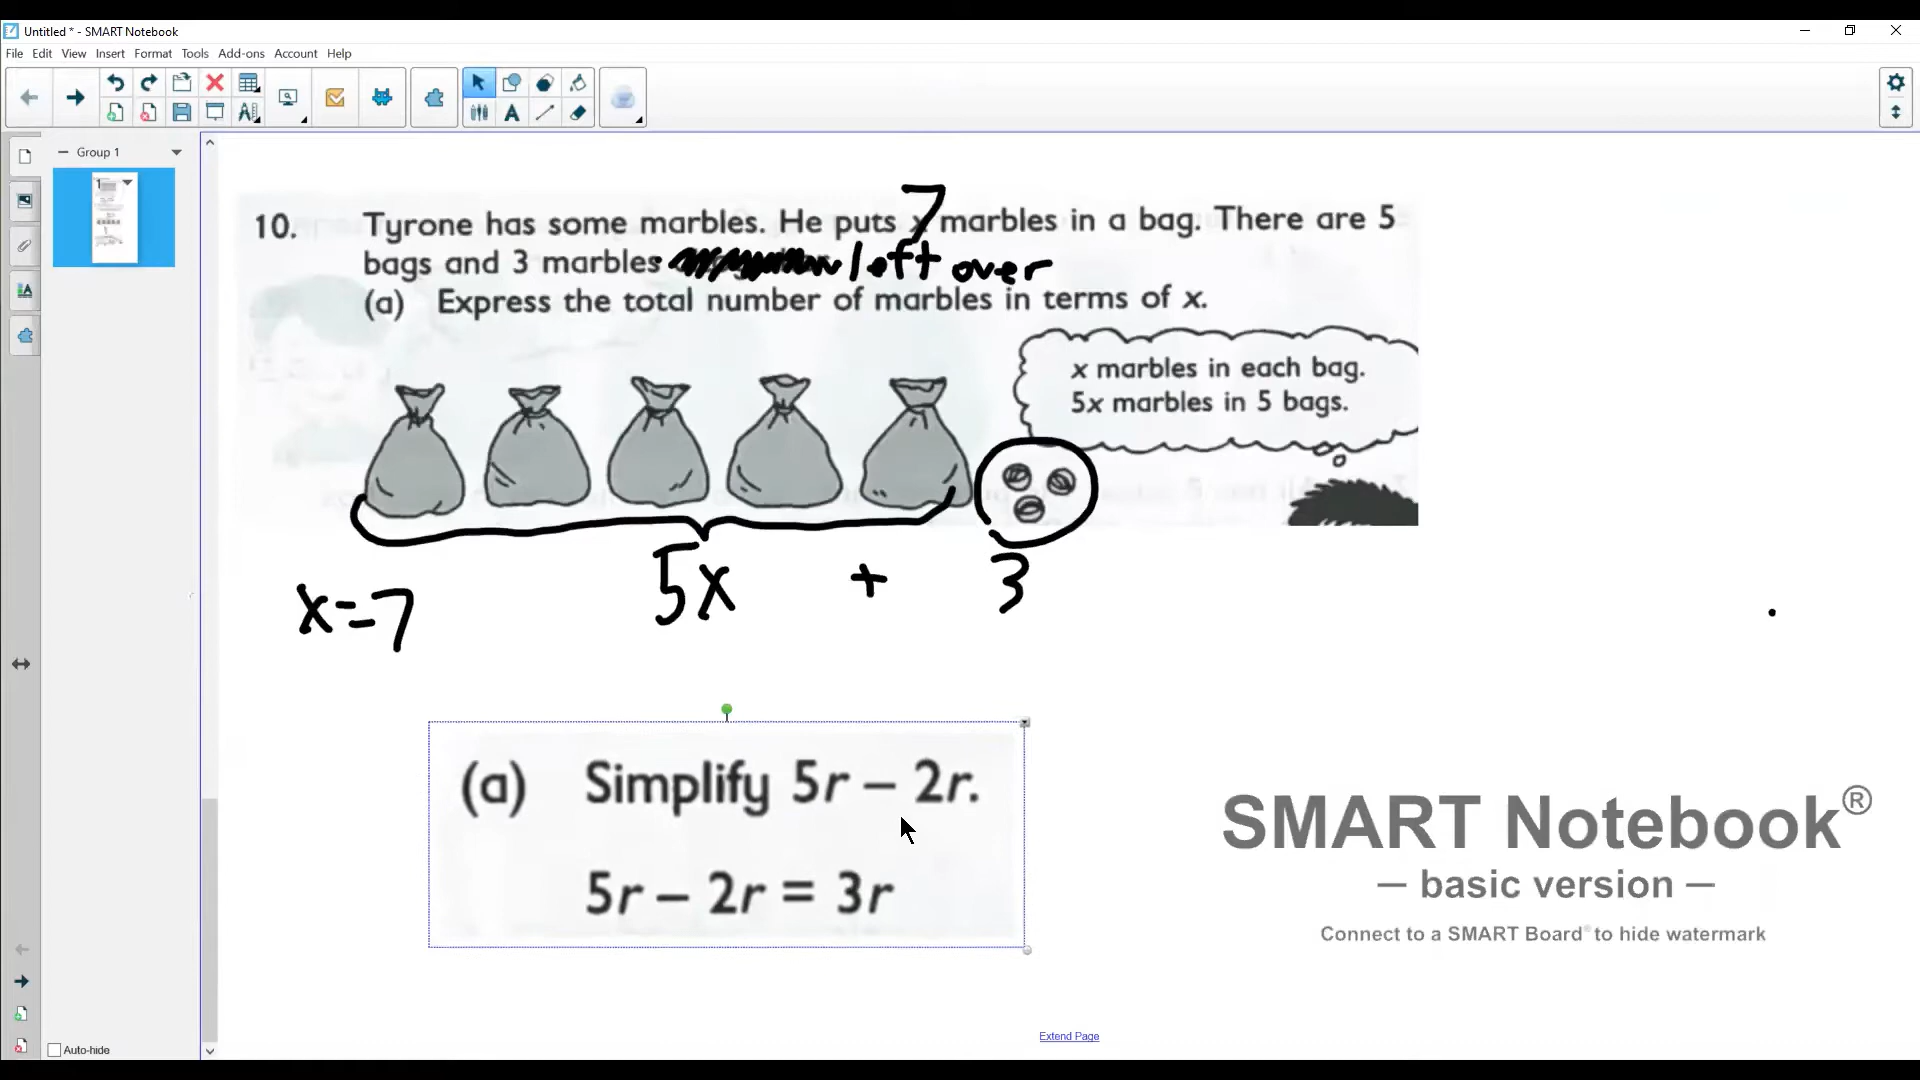 Untitled * - SMART Notebook
File Edit View Insert Format Tools Add-ons Account Help
Group 1
7
10. Tyrone has some marbles. He puts x marbles in a bag. There are 5
bags and 3 marbles left over
(a) Express the total number of marbles in terms of x.
x marbles in each bag.
5x marbles in 5 bags.
5x + 3
x=7
(a) Simplify 5r – 2r.
5r – 2r = 3r
SMART Notebook®
— basic version —
Connect to a SMART Board® to hide watermark
Extend Page
Auto-hide